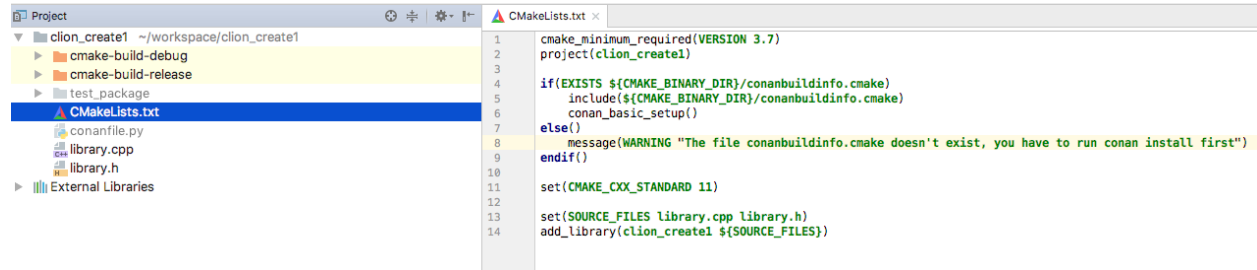 Project
clion_create1 ~/workspace/clion_create1
cmake-build-debug
cmake-build-release
test_package
CMakeLists.txt
conanfile.py
library.cpp
library.h
External Libraries
CMakeLists.txt
1 cmake_minimum_required(VERSION 3.7)
2 project(clion_create1)
3
4 if(EXISTS ${CMAKE_BINARY_DIR}/conanbuildinfo.cmake)
5 include(${CMAKE_BINARY_DIR}/conanbuildinfo.cmake)
6 conan_basic_setup()
7 else()
8 message(WARNING "The file conanbuildinfo.cmake doesn't exist, you have to run conan install first")
9 endif()
10
11 set(CMAKE_CXX_STANDARD 11)
12
13 set(SOURCE_FILES library.cpp library.h)
14 add_library(clion_create1 ${SOURCE_FILES})